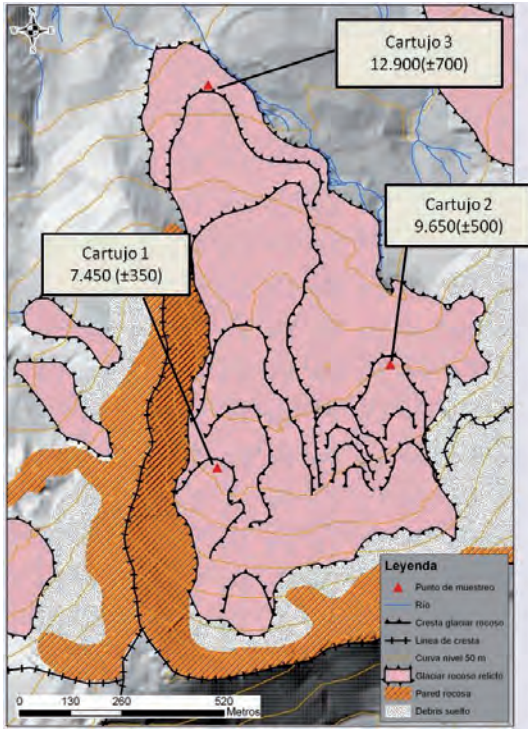 N
W
E
S
Cartujo 3
12.900(±700)
Cartujo 2
9.650(±500)
Cartujo 1
7.450 (±350)
Leyenda
Punto de muestreo
Río
Cresta glaciar rocoso
Linea de cresta
Curva nivel 50 m
Glaciar rocoso relicto
Pared rocosa
Debris suelto
0 130 260 520
Metros